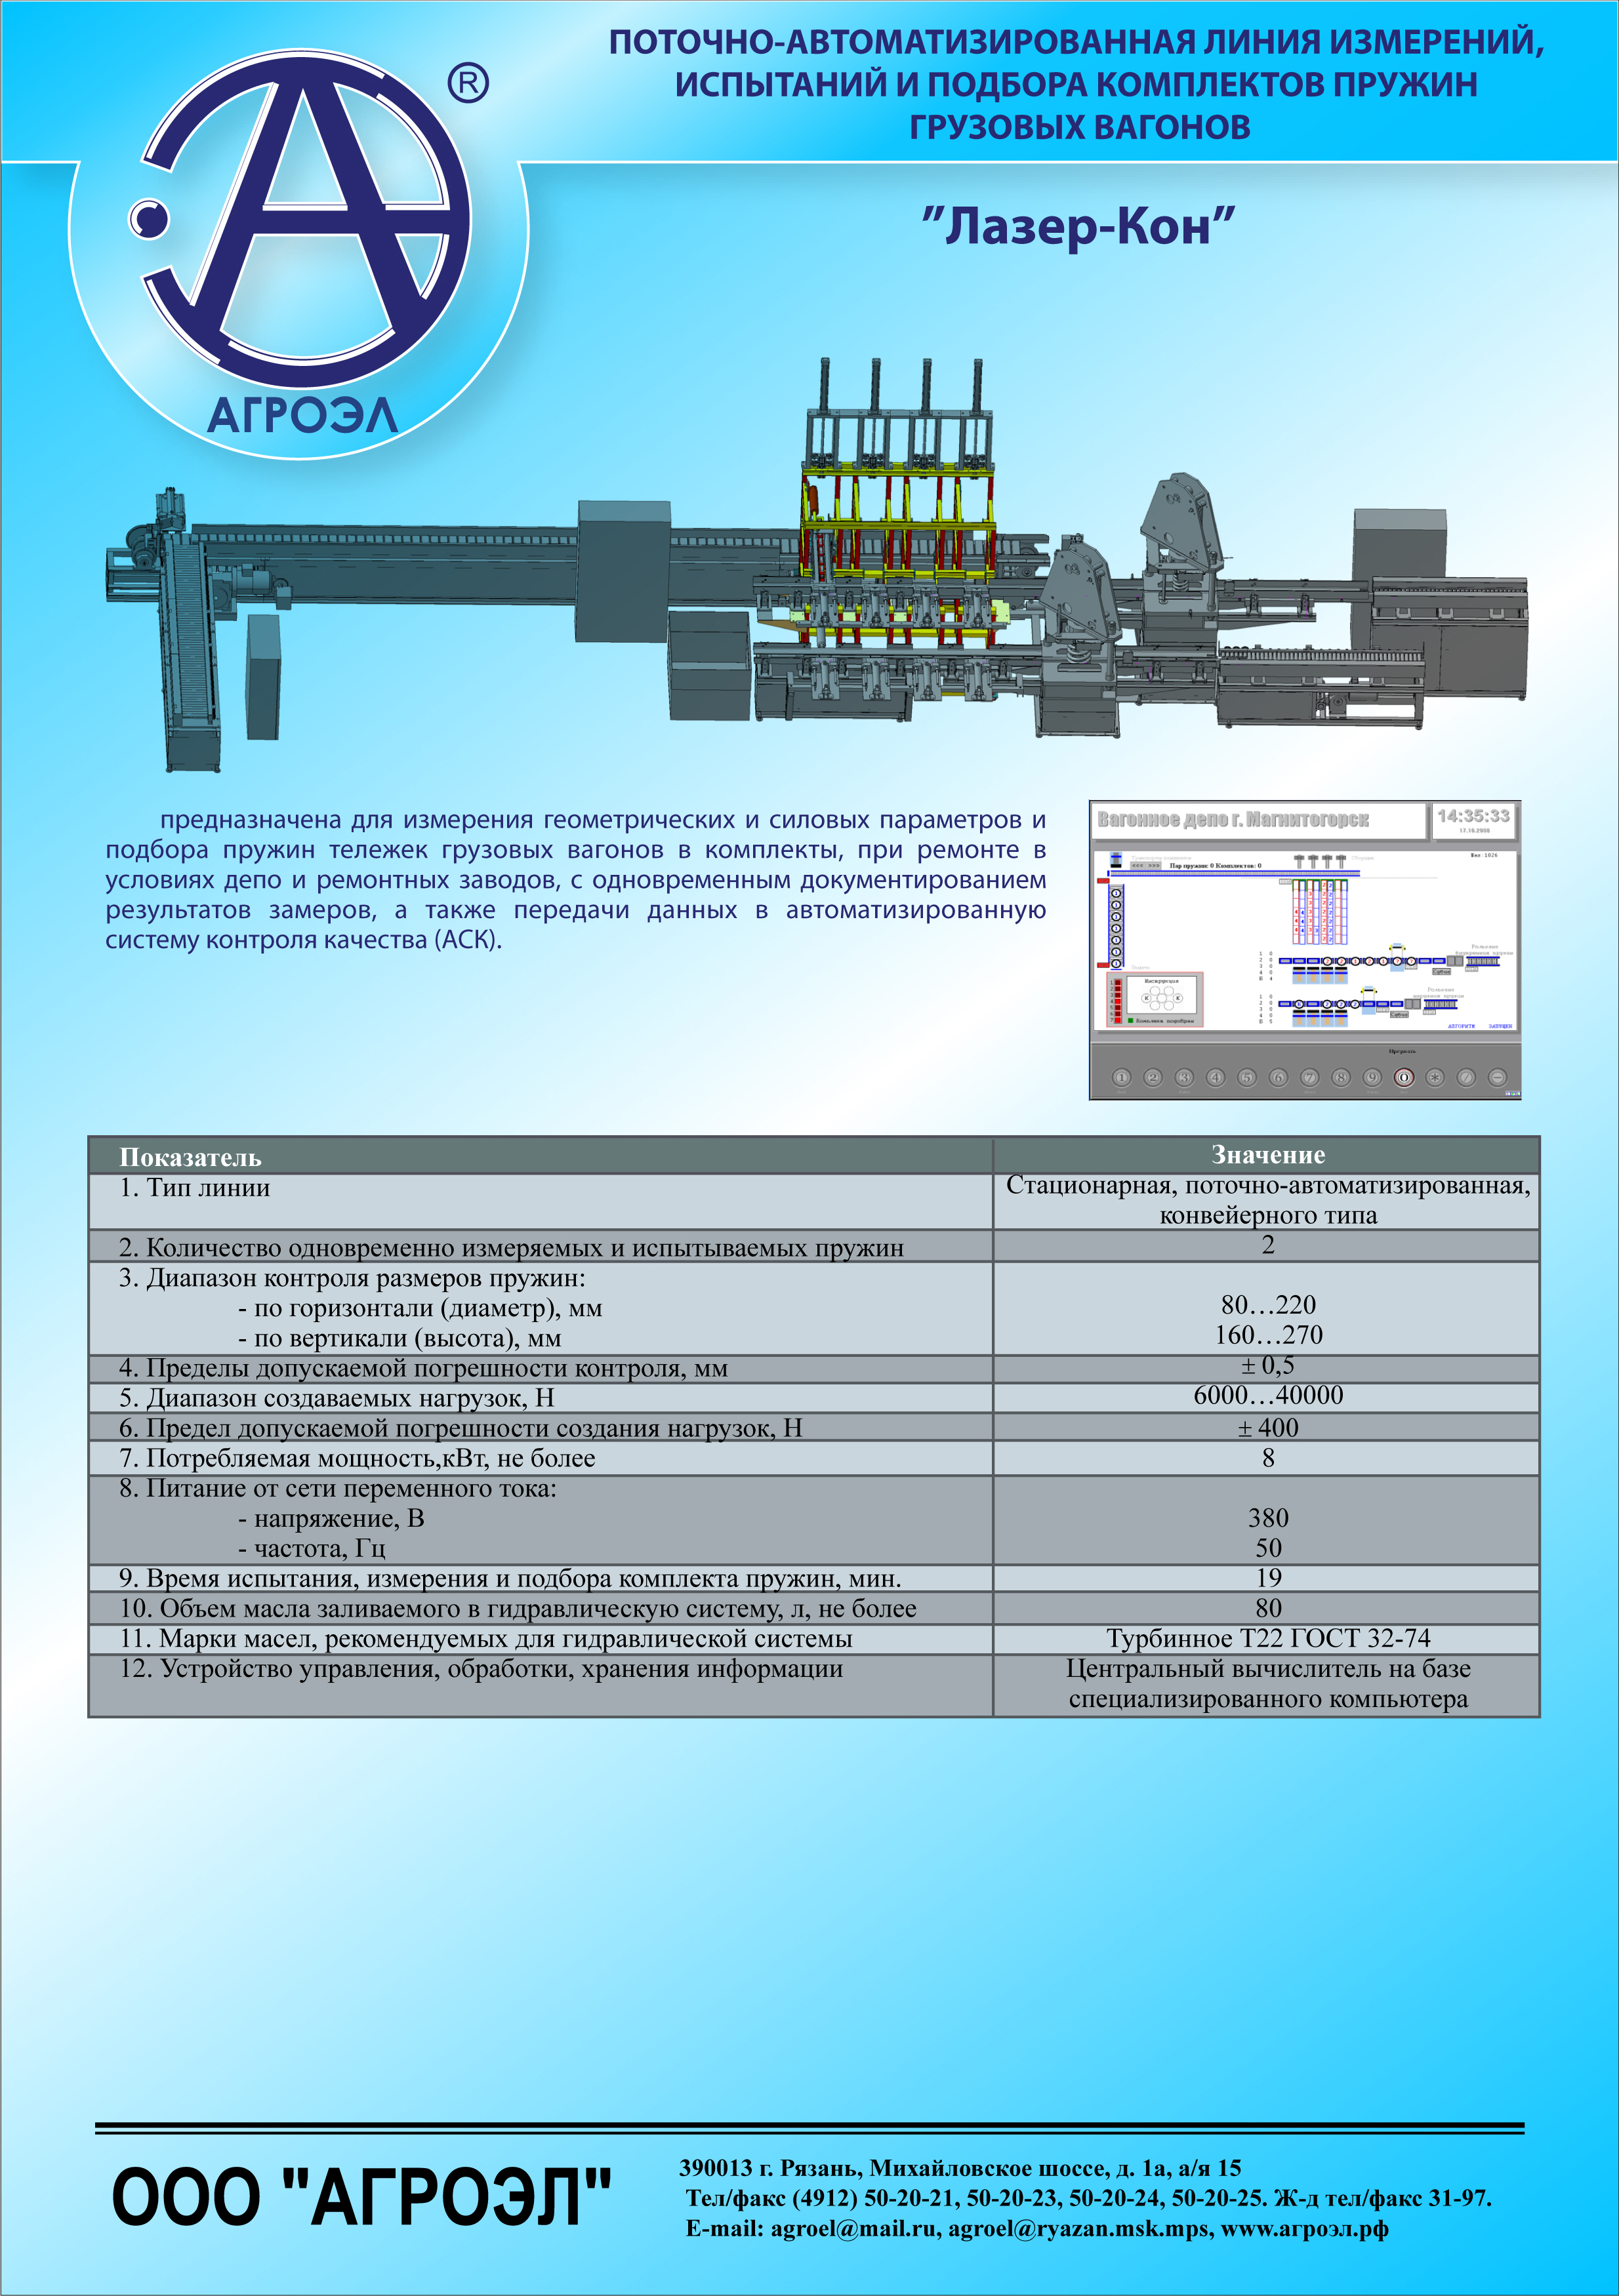 ПОТОЧНО-АВТОМАТИЗИРОВАННАЯ ЛИНИЯ ИЗМЕРЕНИЙ,
ИСПЫТАНИЙ И ПОДБОРА КОМПЛЕКТОВ ПРУЖИН
ГРУЗОВЫХ ВАГОНОВ
®
АГРОЭЛ
”Лазер-Кон”
предназначена для измерения геометрических и силовых параметров и
подбора пружин тележек грузовых вагонов в комплекты, при ремонте в
условиях депо и ремонтных заводов, с одновременным документированием
результатов замеров, а также передачи данных в автоматизированную
систему контроля качества (АСК).
Вагонное депо г. Магнитогорск
14:35:33
Пар пружин: 0 Комплектов: 0
Показатель Значение
1. Тип линии Стационарная, поточно-автоматизированная,
конвейерного типа
2. Количество одновременно измеряемых и испытываемых пружин 2
3. Диапазон контроля размеров пружин:
- по горизонтали (диаметр), мм 80…220
- по вертикали (высота), мм 160…270
4. Пределы допускаемой погрешности контроля, мм ± 0,5
5. Диапазон создаваемых нагрузок, Н 6000…40000
6. Предел допускаемой погрешности создания нагрузок, Н ± 400
7. Потребляемая мощность,кВт, не более 8
8. Питание от сети переменного тока:
- напряжение, В 380
- частота, Гц 50
9. Время испытания, измерения и подбора комплекта пружин, мин. 19
10. Объем масла заливаемого в гидравлическую систему, л, не более 80
11. Марки масел, рекомендуемых для гидравлической системы Турбинное Т22 ГОСТ 32-74
12. Устройство управления, обработки, хранения информации Центральный вычислитель на базе
специализированного компьютера
ООО "АГРОЭЛ"
390013 г. Рязань, Михайловское шоссе, д. 1а, а/я 15
Тел/факс (4912) 50-20-21, 50-20-23, 50-20-24, 50-20-25. Ж-д тел/факс 31-97.
E-mail: agroel@mail.ru, agroel@ryazan.msk.mps, www.агроэл.рф